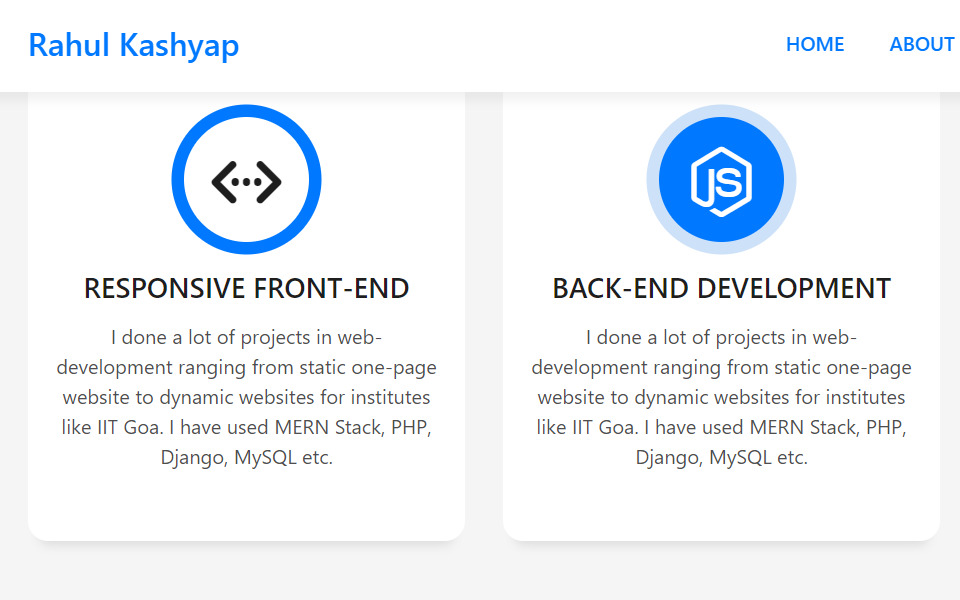 Rahul Kashyap
HOME
ABOUT
JS
RESPONSIVE FRONT-END
I done a lot of projects in web-
development ranging from static one-page
website to dynamic websites for institutes
like IIT Goa. I have used MERN Stack, PHP,
Django, MySQL etc.
BACK-END DEVELOPMENT
I done a lot of projects in web-
development ranging from static one-page
website to dynamic websites for institutes
like IIT Goa. I have used MERN Stack, PHP,
Django, MySQL etc.